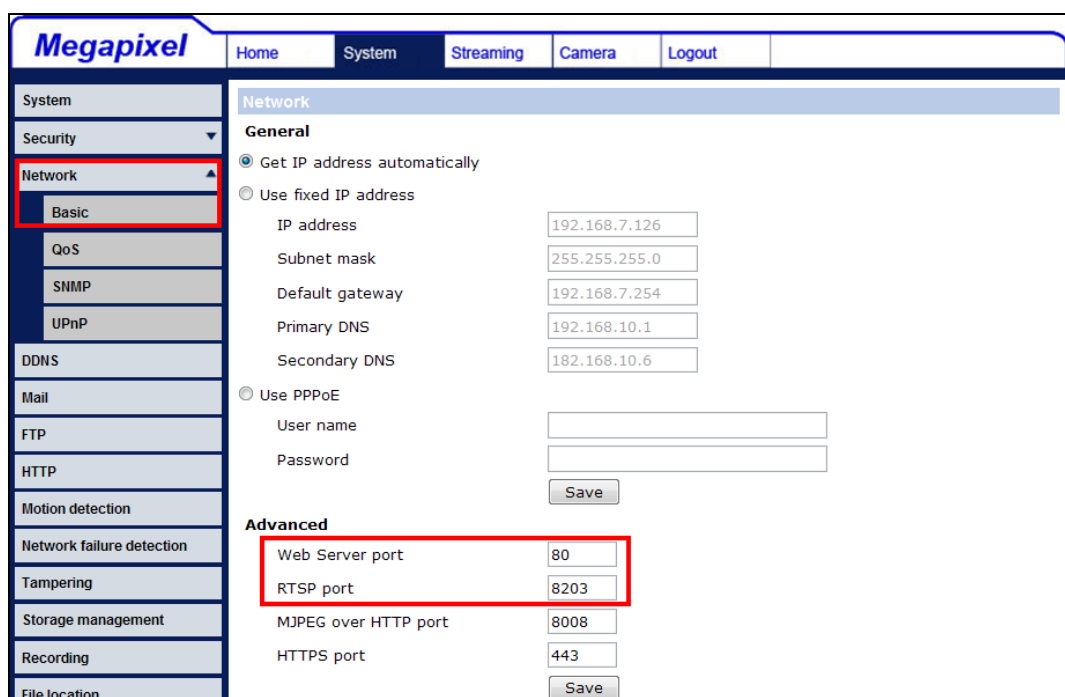 Megapixel
Home System Streaming Camera Logout
System
Security
Network
Basic
QoS
SNMP
UPnP
DDNS
Mail
FTP
HTTP
Motion detection
Network failure detection
Tampering
Storage management
Recording
File location
Network
General
Get IP address automatically
Use fixed IP address
IP address 192.168.7.126
Subnet mask 255.255.255.0
Default gateway 192.168.7.254
Primary DNS 192.168.10.1
Secondary DNS 182.168.10.6
Use PPPoE
User name
Password
Save
Advanced
Web Server port 80
RTSP port 8203
MJPEG over HTTP port 8008
HTTPS port 443
Save